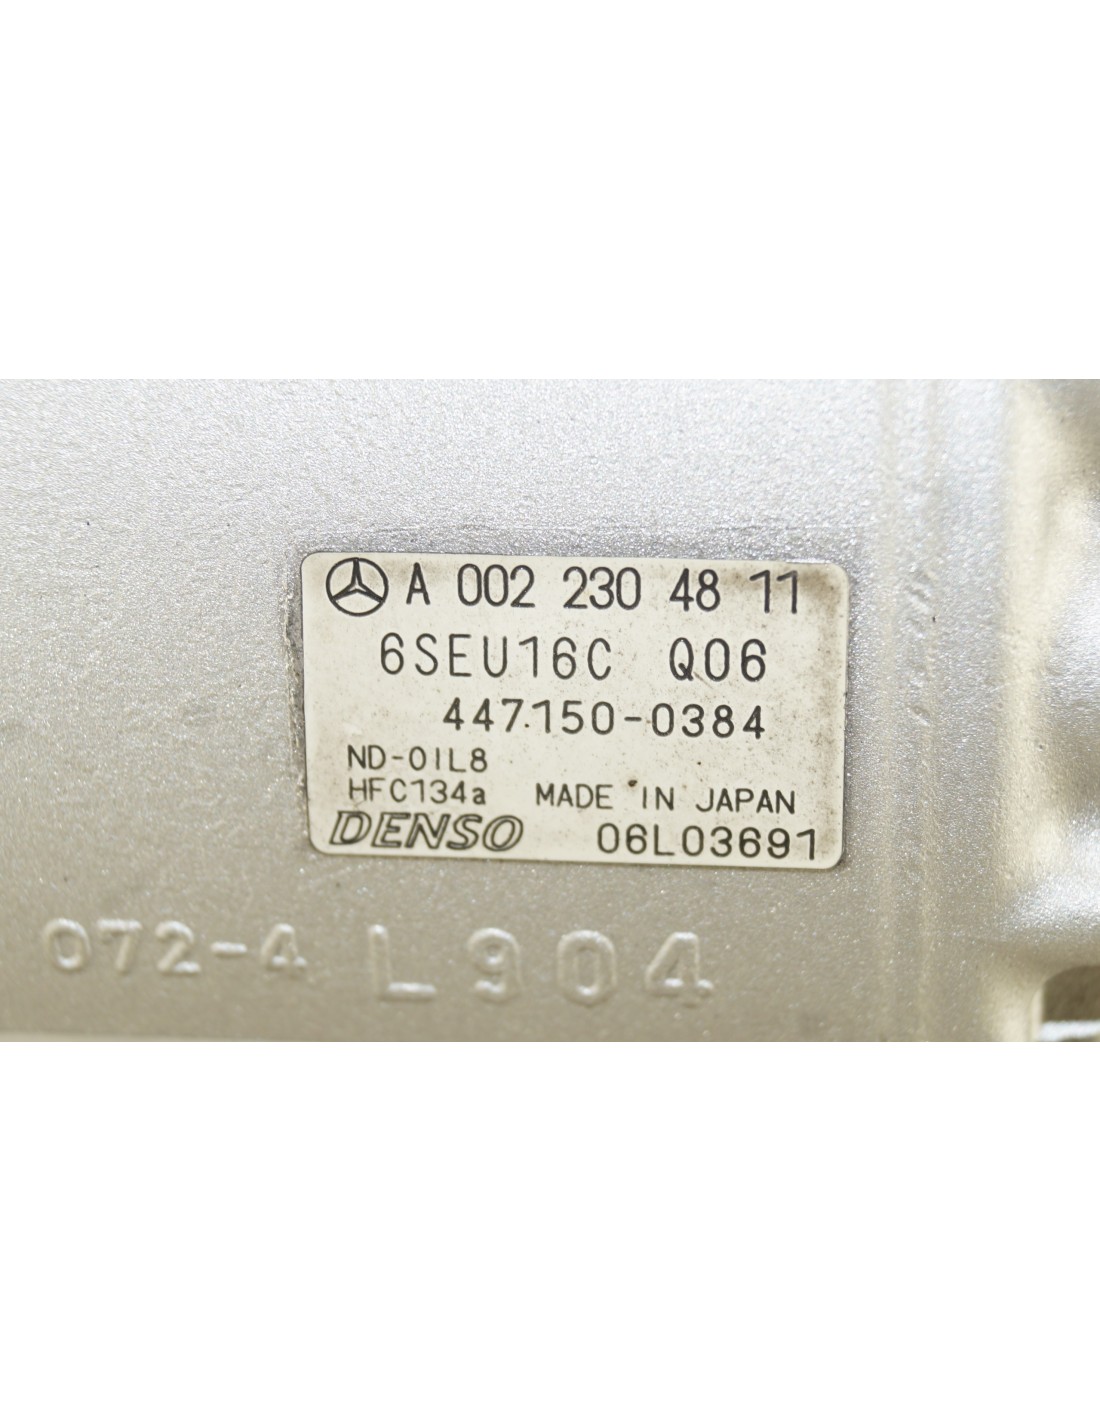 A 002 230 48 11
6SEU16C Q06
447150-0384
ND-OIL8
HFC134a MADE IN JAPAN
DENSO 06L03691
072-4 L904